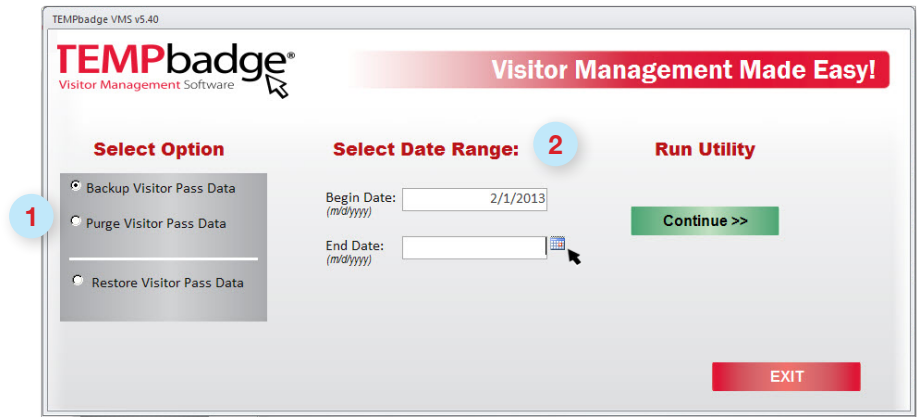 TEMPbadge VMS v5.40
TEMPbadge®
Visitor Management Software
Visitor Management Made Easy!
Select Option
Select Date Range:
2
Run Utility
1
Backup Visitor Pass Data
Purge Visitor Pass Data
Restore Visitor Pass Data
Begin Date:
(m/d/yyyy)
2/1/2013
End Date:
(m/d/yyyy)
Continue >>
EXIT